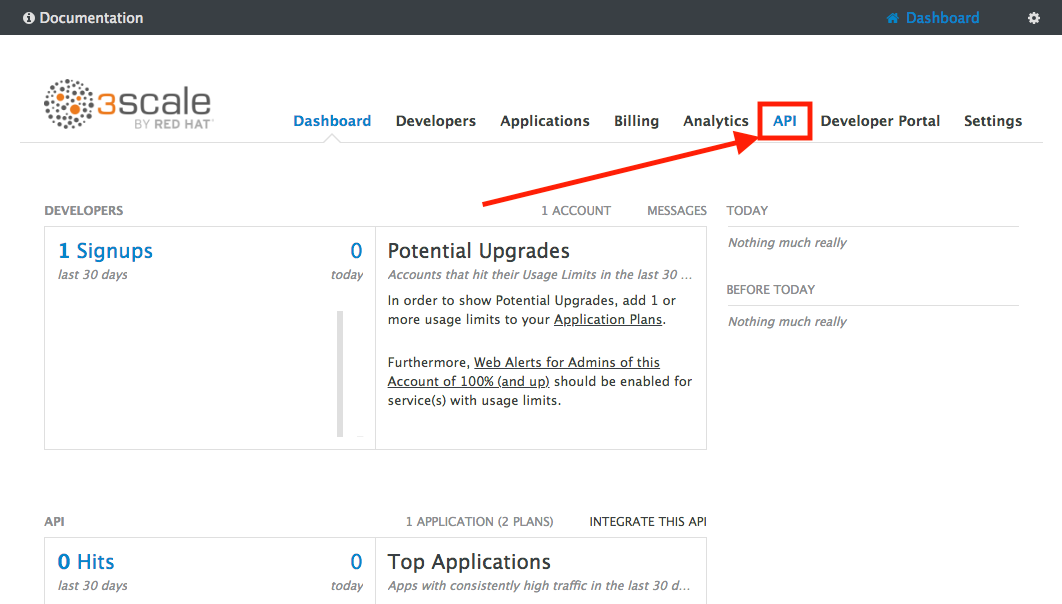 Documentation
Dashboard
3scale
BY RED HAT
Dashboard Developers Applications Billing Analytics API Developer Portal Settings
DEVELOPERS 1 ACCOUNT MESSAGES
1 Signups 0
last 30 days today
Potential Upgrades
Accounts that hit their Usage Limits in the last 30 ...
In order to show Potential Upgrades, add 1 or
more usage limits to your Application Plans.
Furthermore, Web Alerts for Admins of this
Account of 100% (and up) should be enabled for
service(s) with usage limits.
TODAY
Nothing much really
BEFORE TODAY
Nothing much really
API 1 APPLICATION (2 PLANS) INTEGRATE THIS API
0 Hits 0
last 30 days today
Top Applications
Apps with consistently high traffic in the last 30 d...